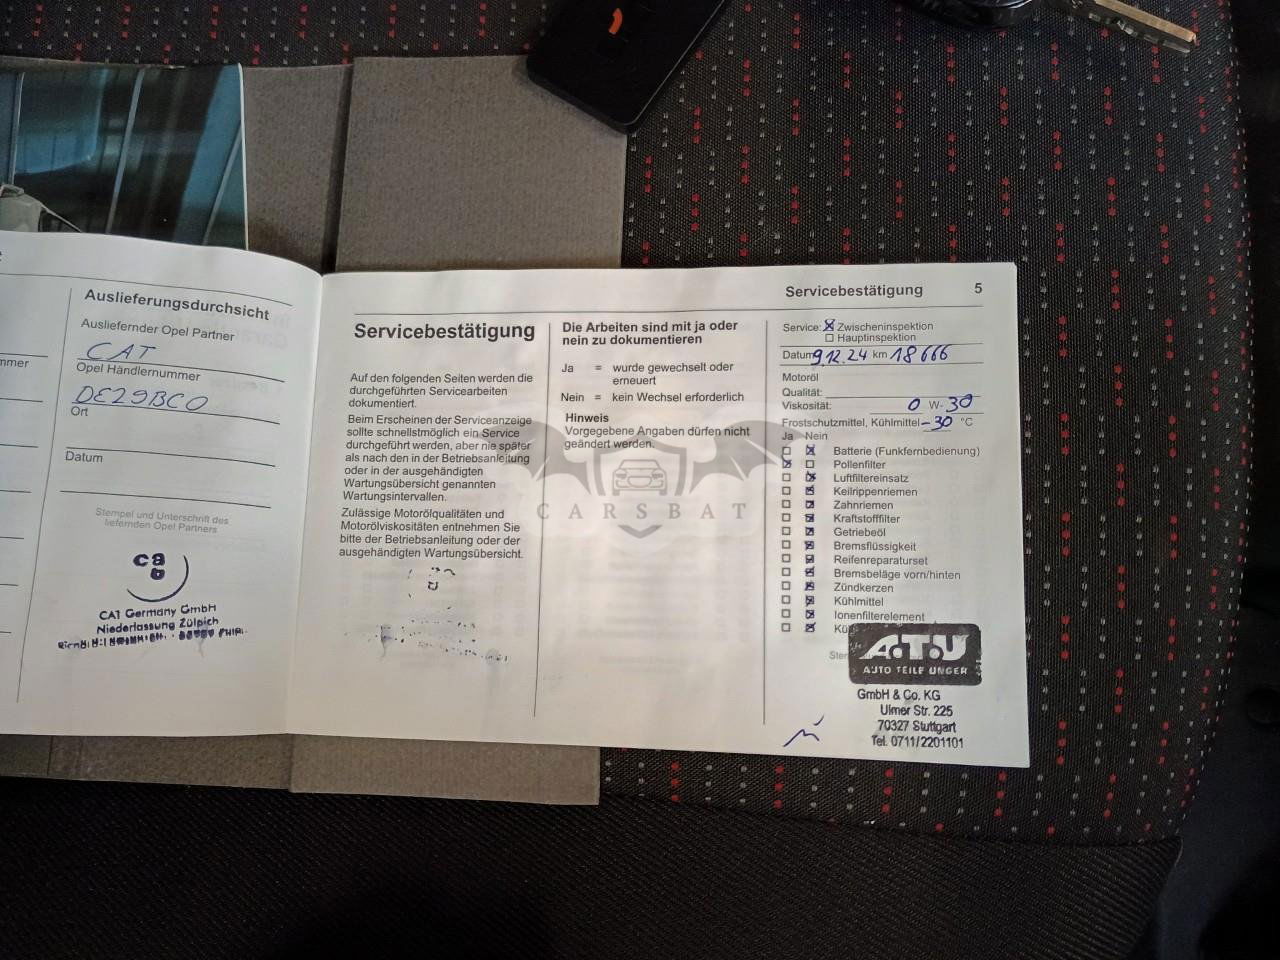 mmer
Auslieferungsdurchsicht
Ausliefernder Opel Partner
CAT
Opel Händlernummer
DE29BCO
Ort
Datum
Stempel und Unterschrift des
liefernden Opel Partners
CAT Germany GmbH
Niederlassung Zülpich
Servicebestätigung
Auf den folgenden Seiten werden die
durchgeführten Servicearbeiten
dokumentiert.
Beim Erscheinen der Serviceanzeige
sollte schnellstmöglich ein Service
durchgeführt werden, aber nie später
als nach den in der Betriebsanleitung
oder in der ausgehändigten
Wartungsübersicht genannten
Wartungsintervallen.
Zulässige Motorölqualitäten und
Motorölviskositäten entnehmen Sie
bitte der Betriebsanleitung oder der
ausgehändigten Wartungsübersicht.
Die Arbeiten sind mit ja oder
nein zu dokumentieren
Ja = wurde gewechselt oder
erneuert
Nein = kein Wechsel erforderlich
Hinweis
Vorgegebene Angaben dürfen nicht
geändert werden.
CARSBAT
Servicebestätigung 5
Service: Zwischeninspektion
Hauptinspektion
Datum 9.12.24 km 18666
Motoröl
Qualität:
Viskosität: 0 W- 30
Frostschutzmittel, Kühlmittel -30 °C
Ja Nein
Batterie (Funkfernbedienung)
Pollenfilter
Luftfiltereinsatz
Keilrippenriemen
Zahnriemen
Kraftstofffilter
Getriebeöl
Bremsflüssigkeit
Reifenreparaturset
Bremsbeläge vorn/hinten
Zündkerzen
Kühlmittel
Ionenfilterelement
A.T.U
AUTO TEILE UNGER
GmbH & Co. KG
Ulmer Str. 225
70327 Stuttgart
Tel. 0711/2201101